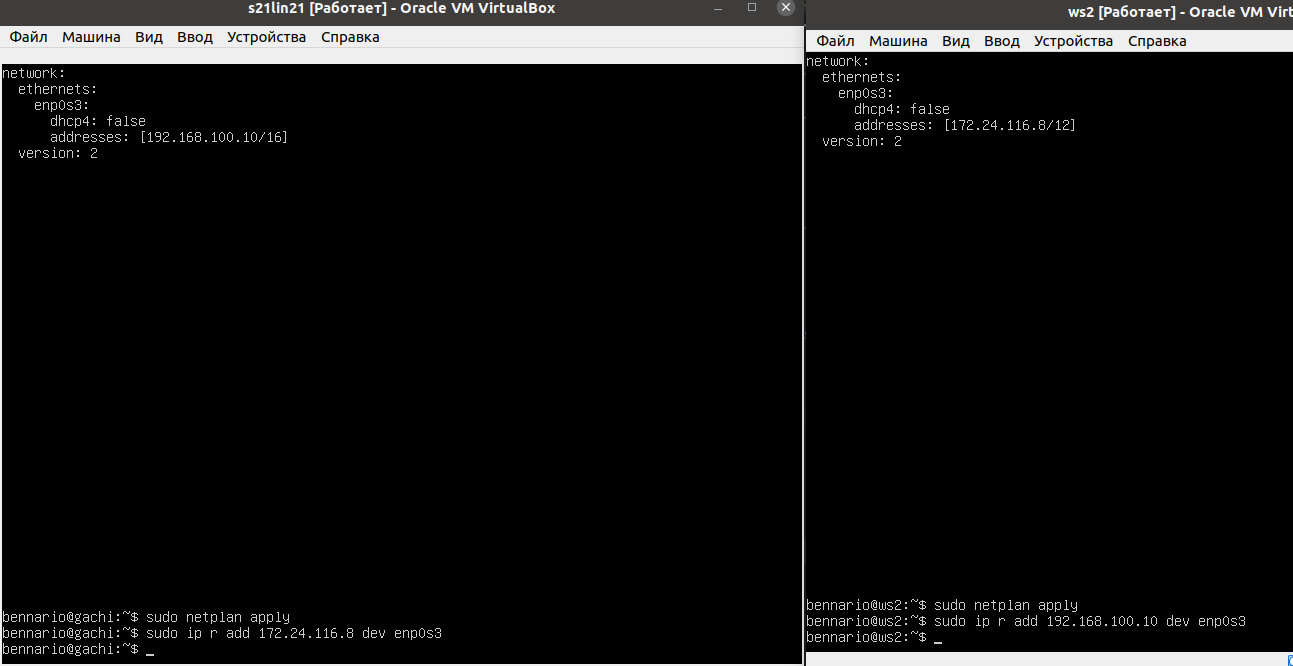 s21lin21 [Работает] - Oracle VM VirtualBox
Файл Машина Вид Ввод Устройства Справка
network:
  ethernets:
    enp0s3:
      dhcp4: false
      addresses: [192.168.100.10/16]
  version: 2
bennario@gachi:~$ sudo netplan apply
bennario@gachi:~$ sudo ip r add 172.24.116.8 dev enp0s3
bennario@gachi:~$ _
ws2 [Работает] - Oracle VM Virt
Файл Машина Вид Ввод Устройства Справка
network:
  ethernets:
    enp0s3:
      dhcp4: false
      addresses: [172.24.116.8/12]
  version: 2
bennario@ws2:~$ sudo netplan apply
bennario@ws2:~$ sudo ip r add 192.168.100.10 dev enp0s3
bennario@ws2:~$ _